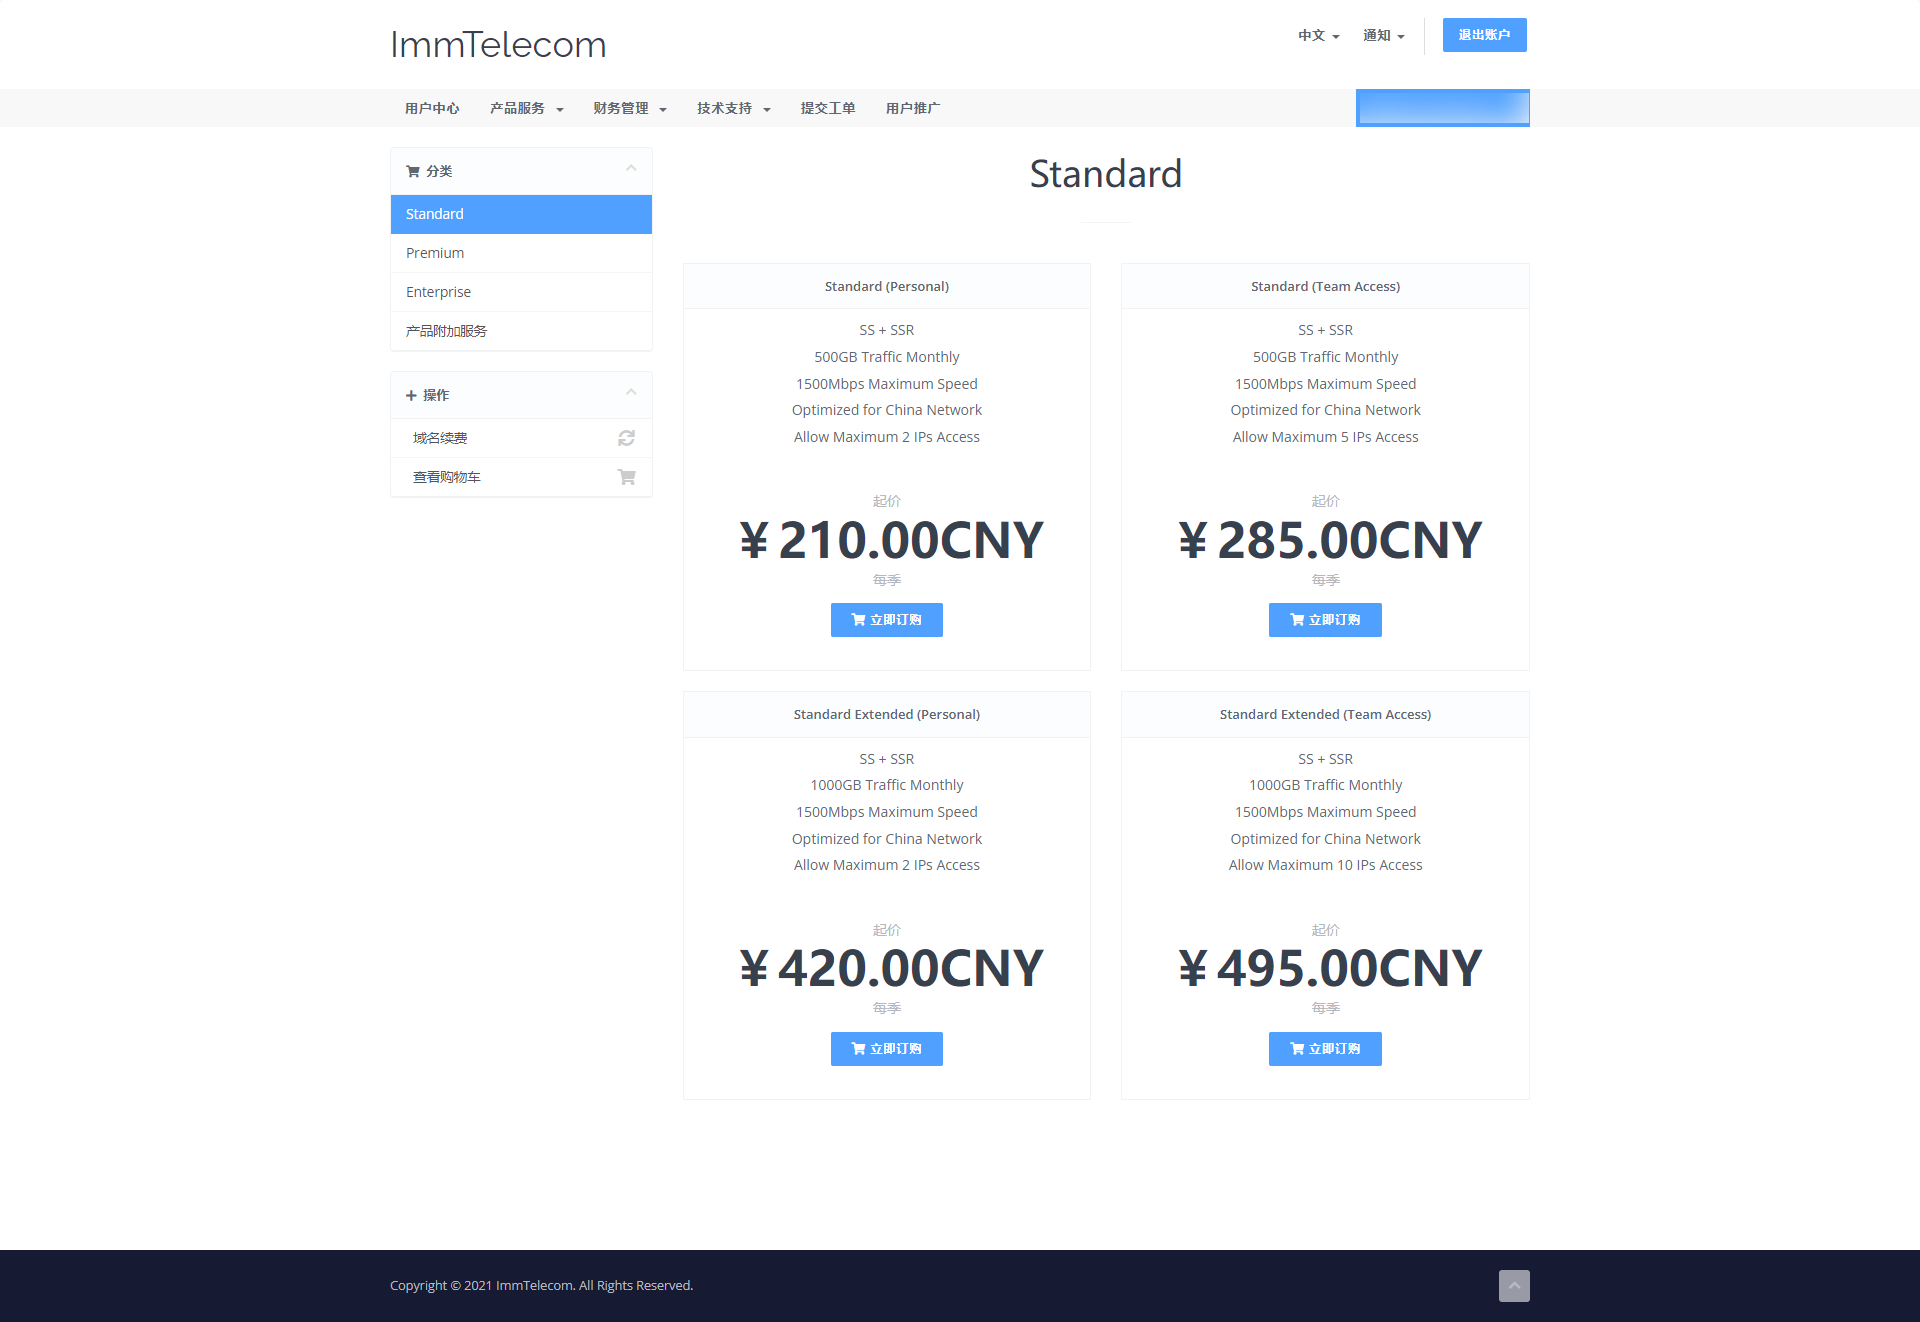 ImmTelecom
中文
通知
退出账户
用户中心
产品服务
财务管理
技术支持
提交工单
用户推广
分类
Standard
Premium
Enterprise
产品附加服务
操作
域名续费
查看购物车
Standard
Standard (Personal)
SS + SSR
500GB Traffic Monthly
1500Mbps Maximum Speed
Optimized for China Network
Allow Maximum 2 IPs Access
起价
¥210.00CNY
每季
立即订购
Standard (Team Access)
SS + SSR
500GB Traffic Monthly
1500Mbps Maximum Speed
Optimized for China Network
Allow Maximum 5 IPs Access
起价
¥285.00CNY
每季
立即订购
Standard Extended (Personal)
SS + SSR
1000GB Traffic Monthly
1500Mbps Maximum Speed
Optimized for China Network
Allow Maximum 2 IPs Access
起价
¥420.00CNY
每季
立即订购
Standard Extended (Team Access)
SS + SSR
1000GB Traffic Monthly
1500Mbps Maximum Speed
Optimized for China Network
Allow Maximum 10 IPs Access
起价
¥495.00CNY
每季
立即订购
Copyright © 2021 ImmTelecom. All Rights Reserved.